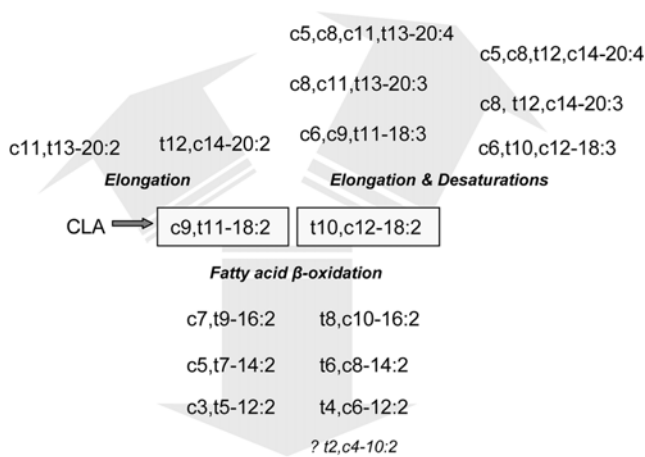 c5,c8,c11,t13-20:4
c5,c8,t12,c14-20:4
c8,c11,t13-20:3
c8, t12,c14-20:3
c6,c9,t11-18:3
c6,t10,c12-18:3
c11,t13-20:2
t12,c14-20:2
Elongation
Elongation & Desaturations
CLA
c9,t11-18:2
t10,c12-18:2
Fatty acid β-oxidation
c7,t9-16:2
t8,c10-16:2
c5,t7-14:2
t6,c8-14:2
c3,t5-12:2
t4,c6-12:2
? t2,c4-10:2